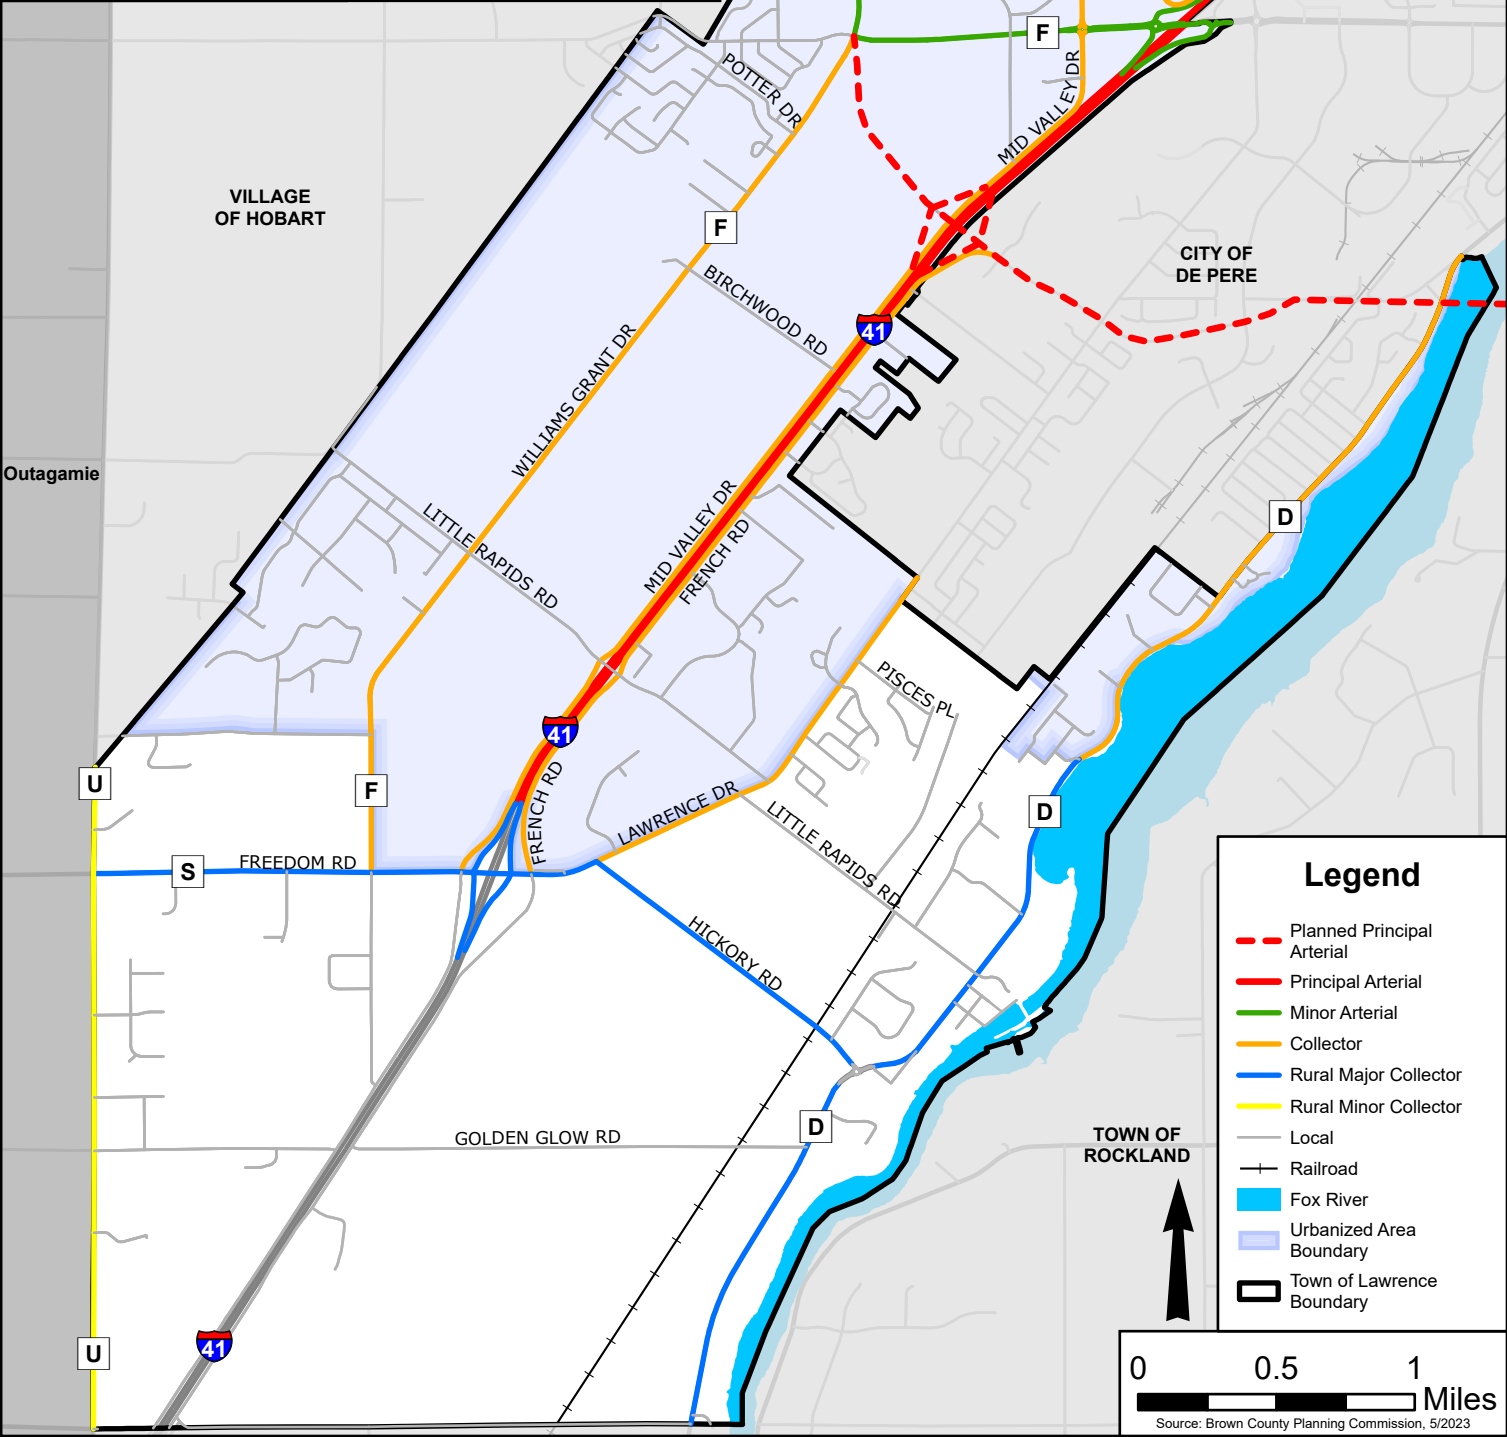 F
POTTER DR
MID VALLEY DR
VILLAGE
OF HOBART
F
CITY OF
DE PERE
BIRCHWOOD RD
41
WILLIAMS GRANT DR
Outagamie
LITTLE RAPIDS RD
MID VALLEY DR
FRENCH RD
D
PISCES PL
41
U
F
FRENCH RD
LAWRENCE DR
LITTLE RAPIDS RD
D
S
FREEDOM RD
HICKORY RD
GOLDEN GLOW RD
D
TOWN OF
ROCKLAND
U
41
Legend
Planned Principal
Arterial
Principal Arterial
Minor Arterial
Collector
Rural Major Collector
Rural Minor Collector
Local
Railroad
Fox River
Urbanized Area
Boundary
Town of Lawrence
Boundary
0 0.5 1
Miles
Source: Brown County Planning Commission, 5/2023